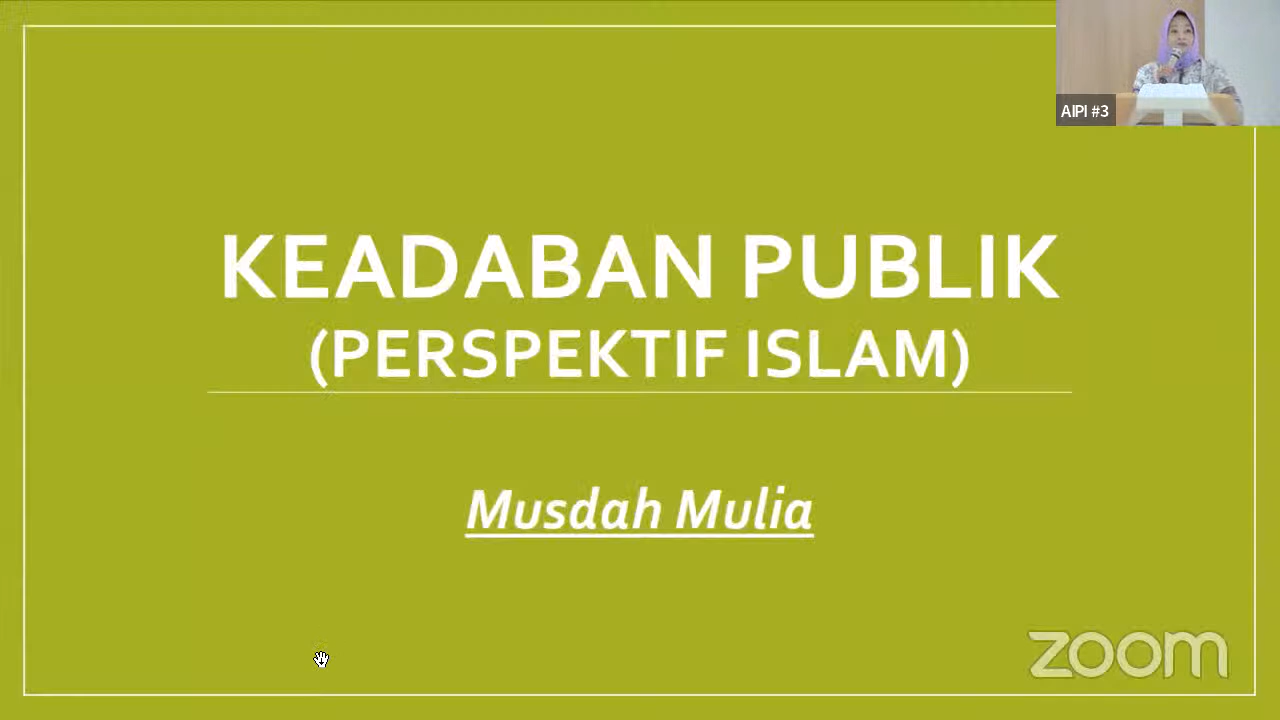 AIPI #3
KEADABAN PUBLIK
(PERSPEKTIF ISLAM)
Musdah Mulia
zoom